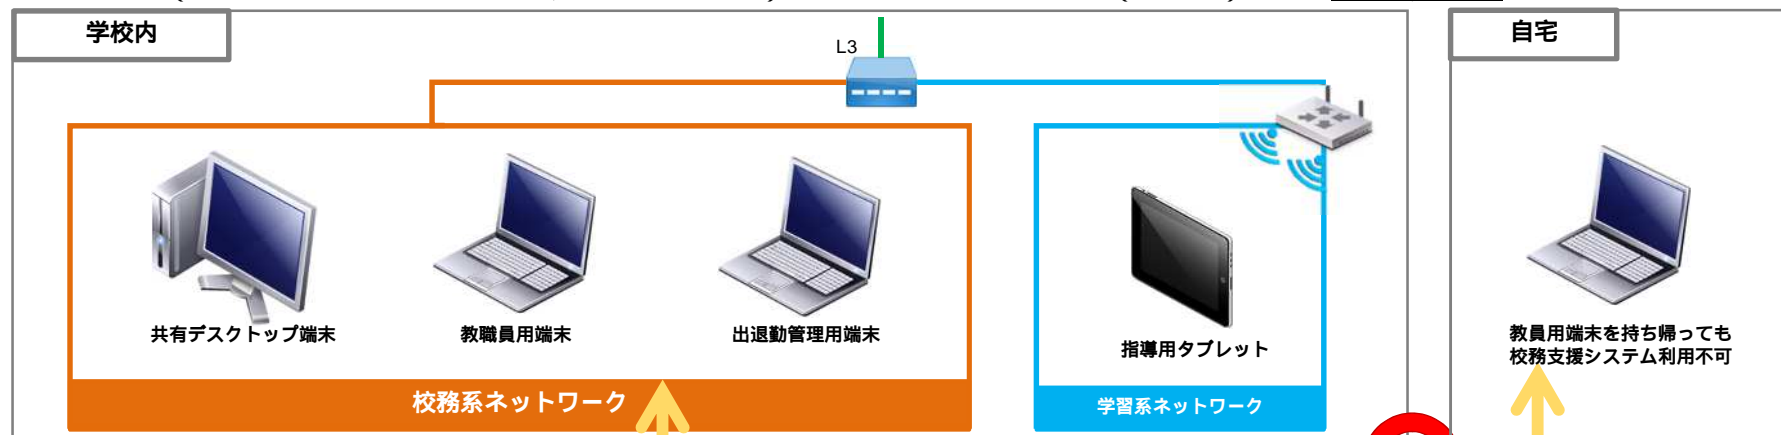 学校内
自宅
L3
共有デスクトップ端末
教職員用端末
出退勤管理用端末
指導用タブレット
教員用端末を持ち帰っても
校務支援システム利用不可
校務系ネットワーク
学習系ネットワーク